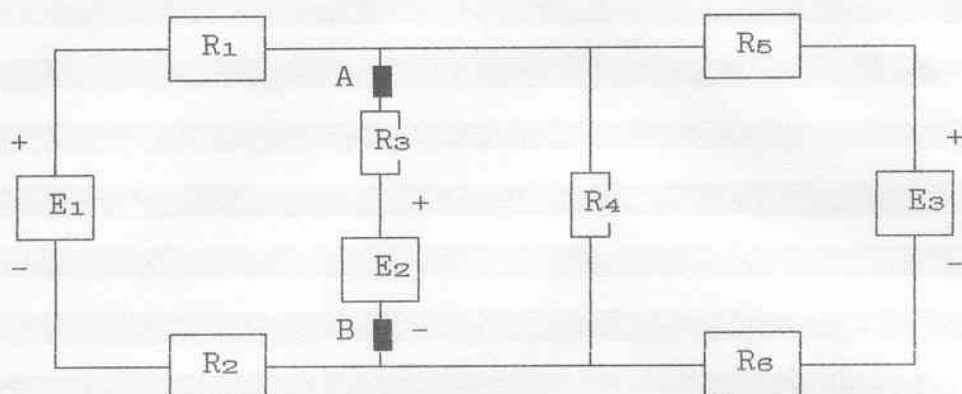 R1 R5
A
R3
+ + +
E1 R4 E3
E2
- - -
B
R2 R6